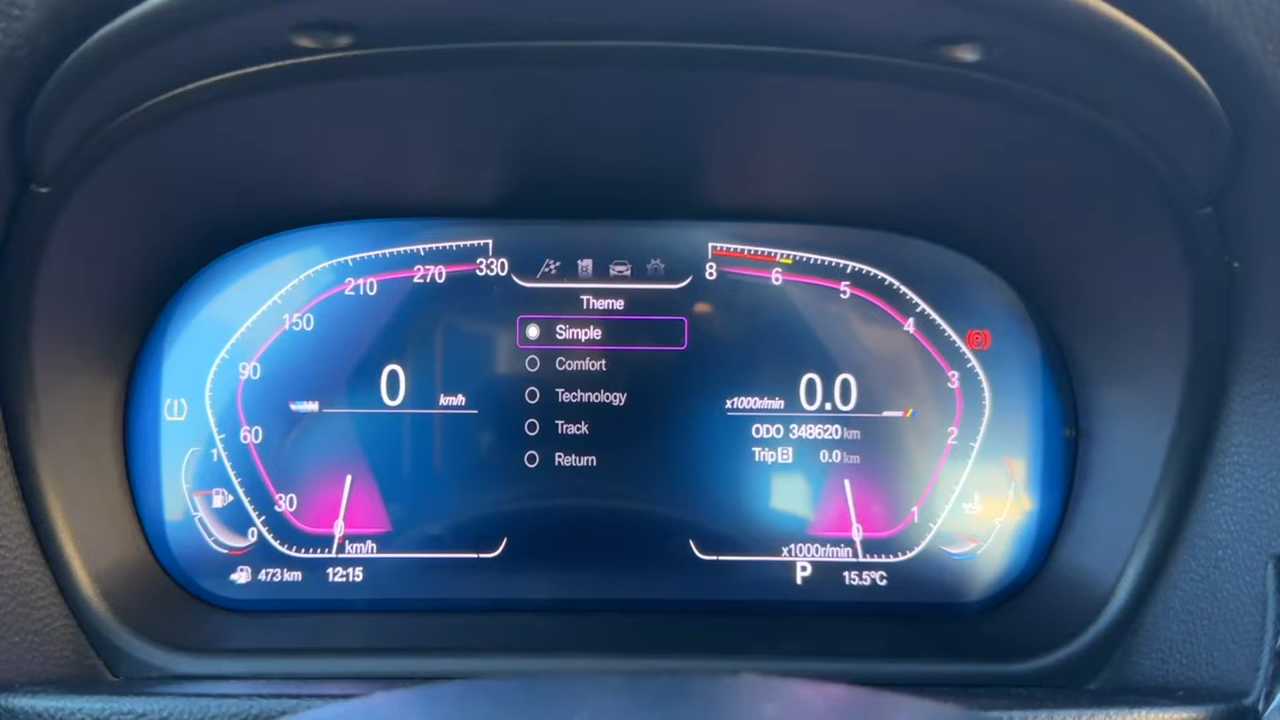 330
270
210
150
90
60
30
0
km/h
0 km/h
1
0
473 km
12:15
Theme
Simple
Comfort
Technology
Track
Return
8
6
5
4
3
2
1
0
x1000r/min 0.0
ODO 348620 km
Trip B 0.0 km
x1000r/min
P
15.5°C
(P)
(!)